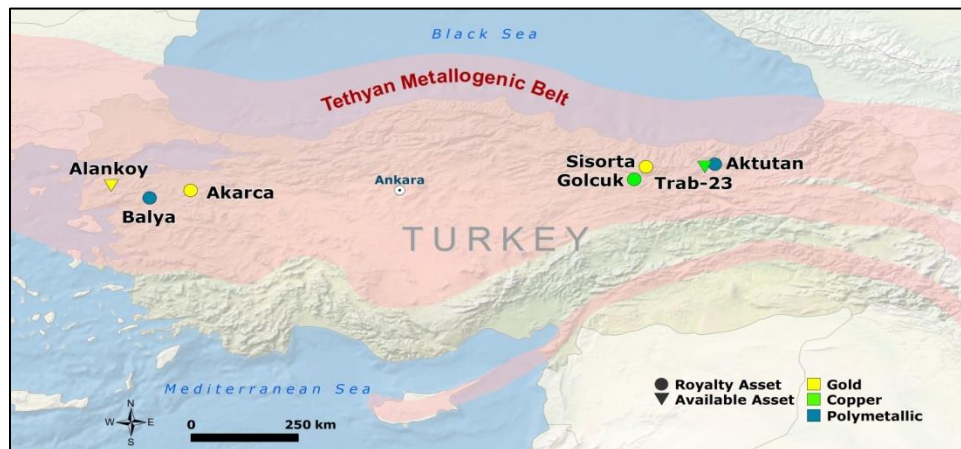 Black Sea
Tethyan Metallogenic Belt
Alankoy
Balya
Akarca
Ankara
TURKEY
Sisorta
Golcuk
Trab-23
Aktutan
Mediterranean Sea
N
W E
S
0 250 km
Royalty Asset
Available Asset
Gold
Copper
Polymetallic